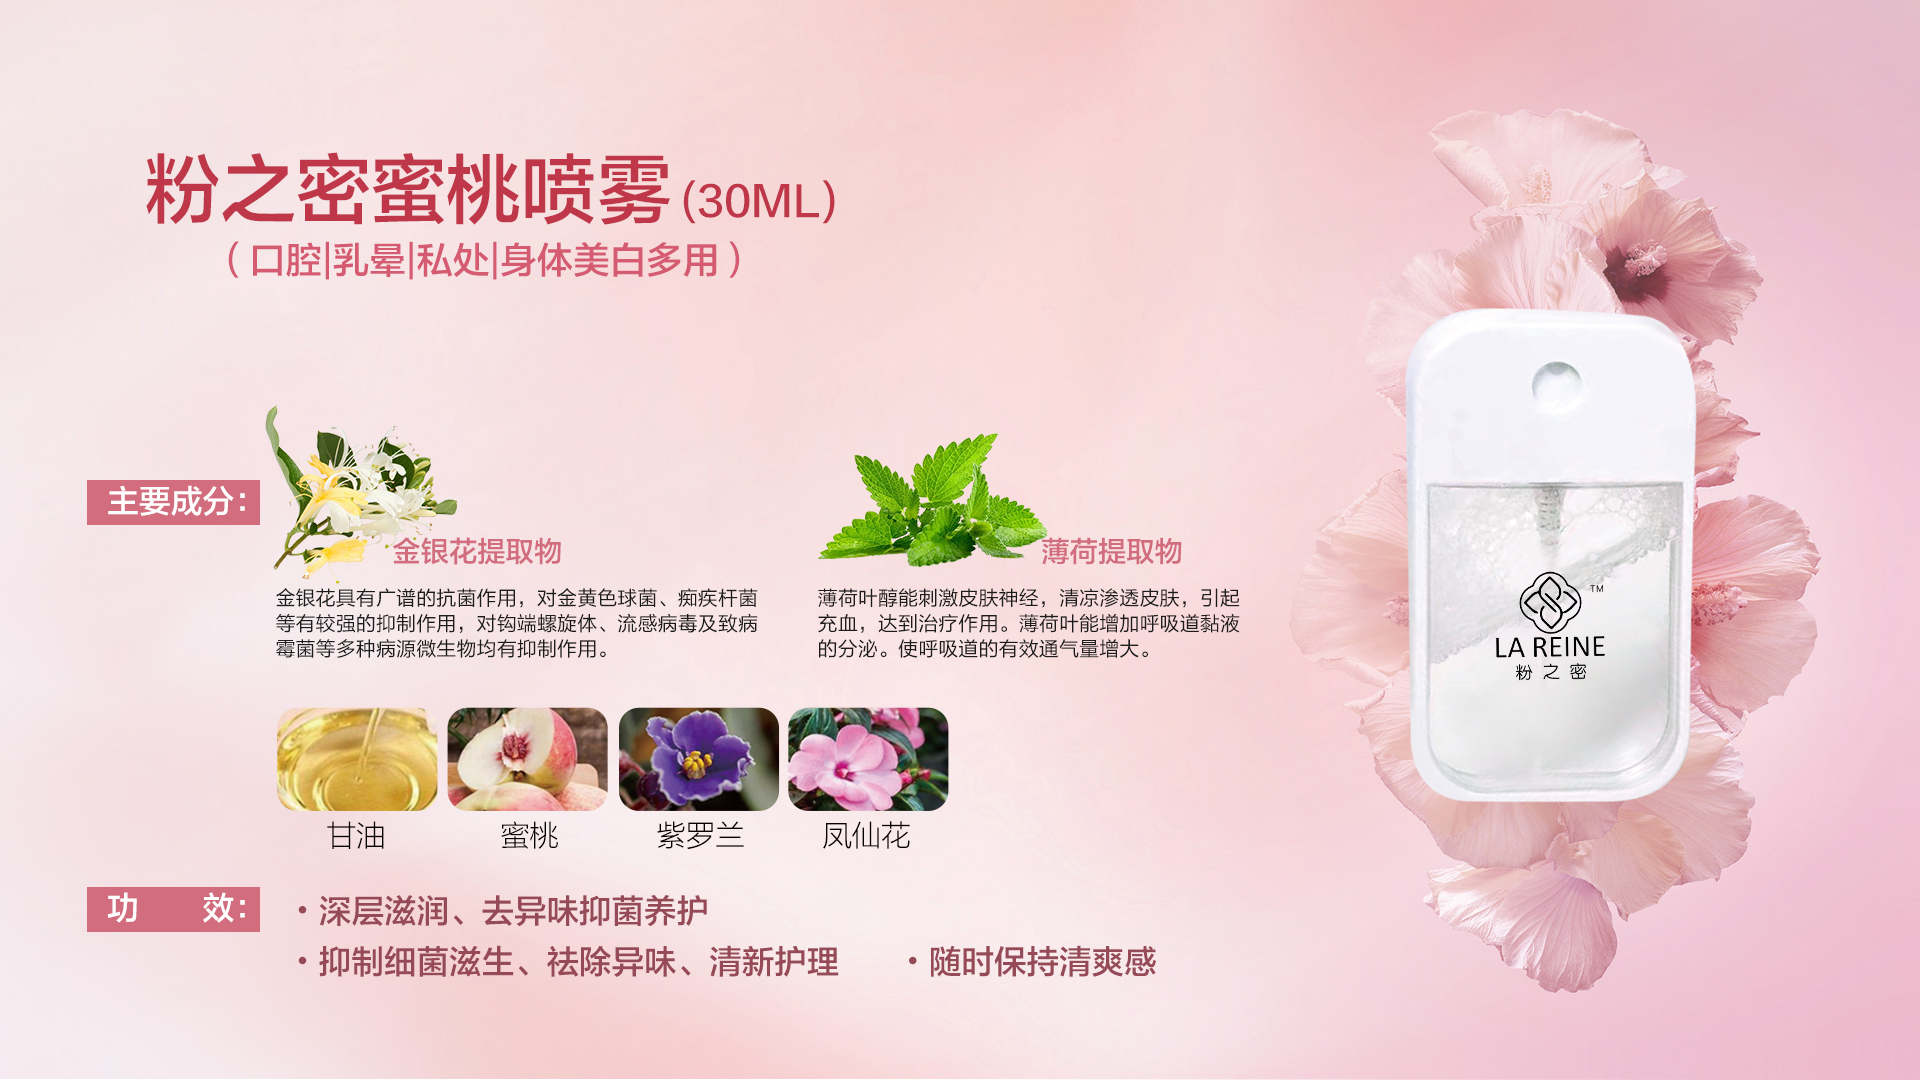 粉之密蜜桃喷雾(30ML)
（口腔|乳晕|私处|身体美白多用）
主要成分：
金银花提取物
金银花具有广谱的抗菌作用，对金黄色球菌、痴疾杆菌
等有较强的抑制作用，对钩端螺旋体、流感病毒及致病
霉菌等多种病源微生物均有抑制作用。
薄荷提取物
薄荷叶醇能刺激皮肤神经，清凉渗透皮肤，引起
充血，达到治疗作用。薄荷叶能增加呼吸道黏液
的分泌。使呼吸道的有效通气量增大。
甘油
蜜桃
紫罗兰
凤仙花
功 效：
·深层滋润、去异味抑菌养护
·抑制细菌滋生、祛除异味、清新护理
·随时保持清爽感
TM
LA REINE
粉之密